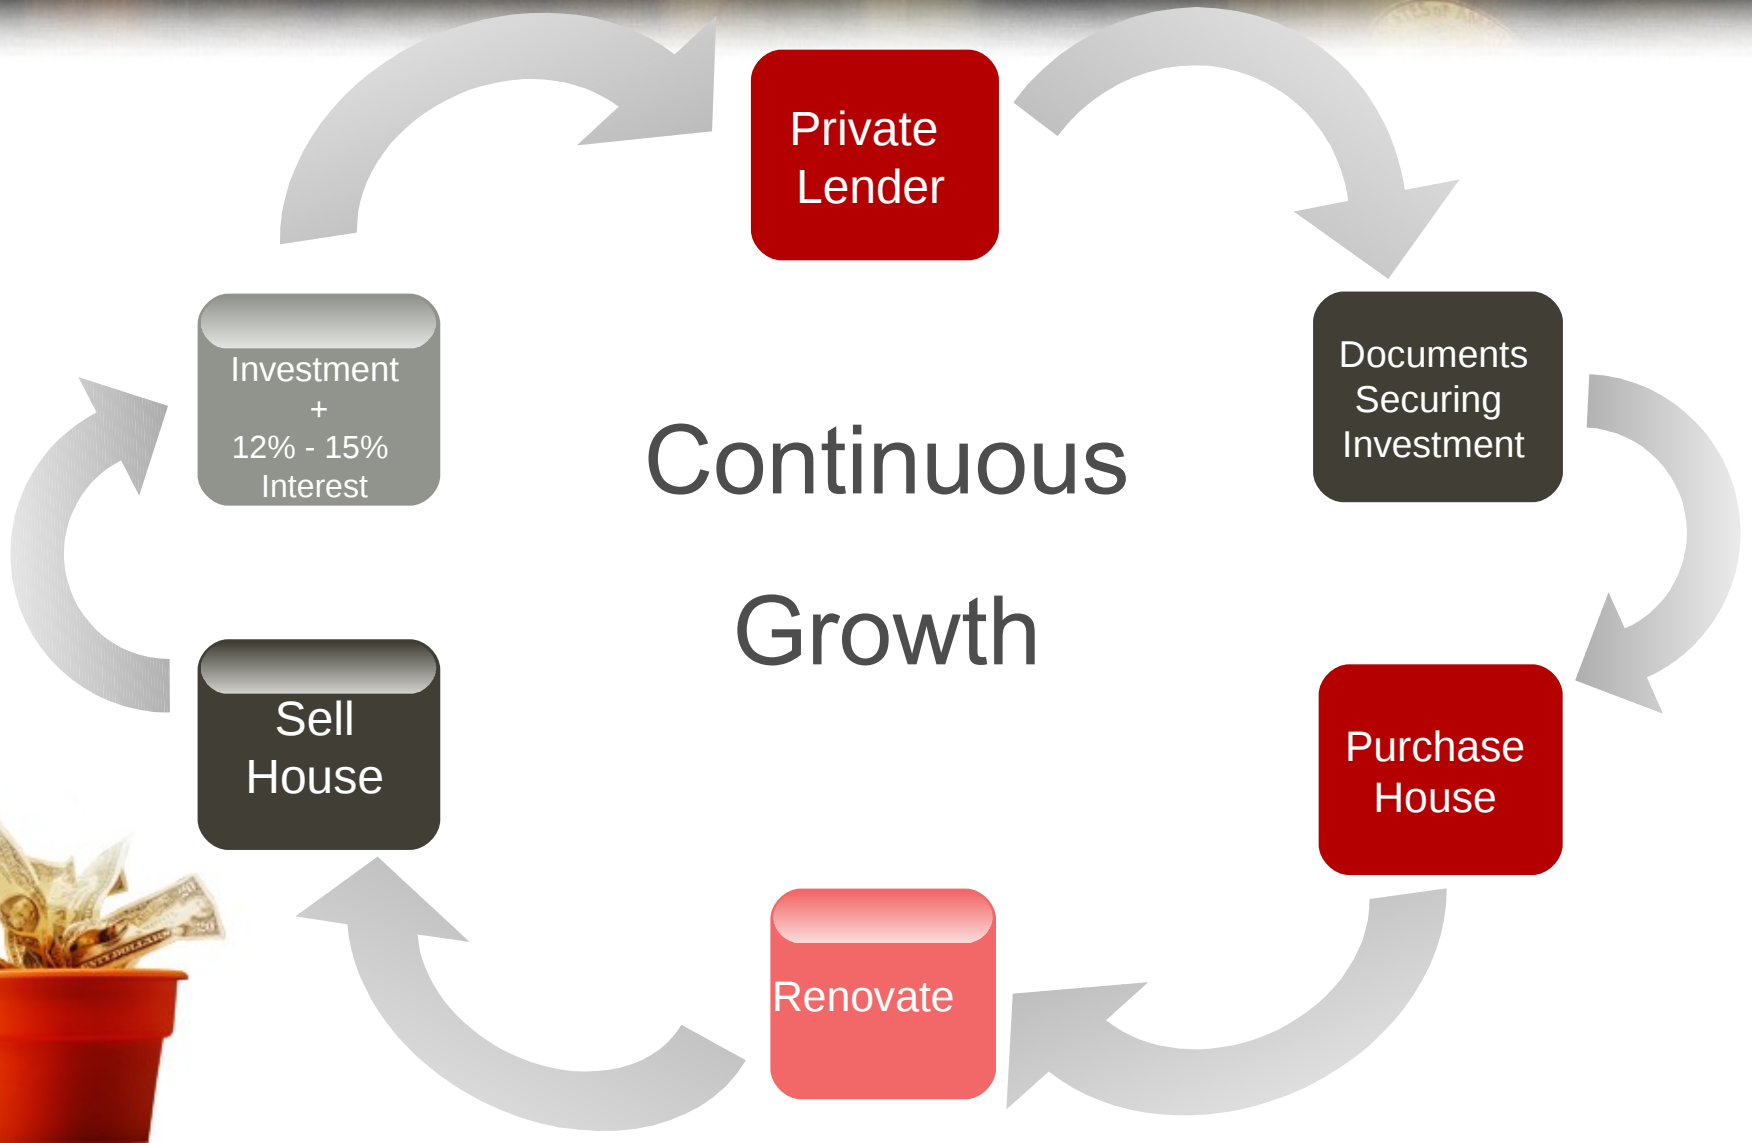 Private
Lender
Documents
Securing
Investment
Purchase
House
Renovate
Sell
House
Investment
+
12% - 15%
Interest
Continuous
Growth